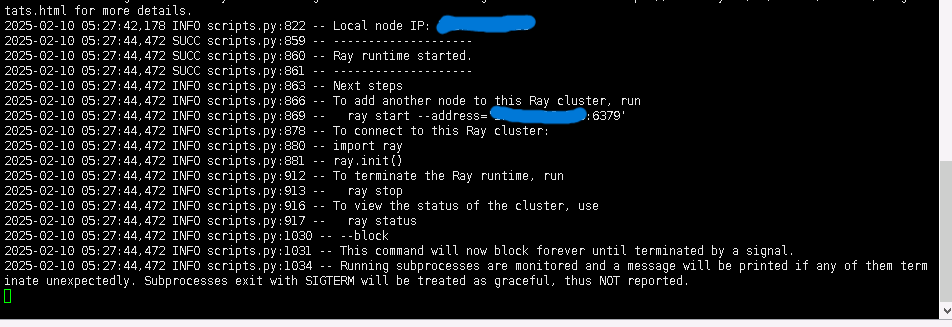 tats.html for more details.
2025-02-10 05:27:42,178 INFO scripts.py:822 -- Local node IP:
2025-02-10 05:27:44,472 SUCC scripts.py:859 -- --------------------
2025-02-10 05:27:44,472 SUCC scripts.py:860 -- Ray runtime started.
2025-02-10 05:27:44,472 SUCC scripts.py:861 -- --------------------
2025-02-10 05:27:44,472 INFO scripts.py:863 -- Next steps
2025-02-10 05:27:44,472 INFO scripts.py:866 -- To add another node to this Ray cluster, run
2025-02-10 05:27:44,472 INFO scripts.py:869 --   ray start --address=' :6379'
2025-02-10 05:27:44,472 INFO scripts.py:878 -- To connect to this Ray cluster:
2025-02-10 05:27:44,472 INFO scripts.py:880 -- import ray
2025-02-10 05:27:44,472 INFO scripts.py:881 -- ray.init()
2025-02-10 05:27:44,472 INFO scripts.py:912 -- To terminate the Ray runtime, run
2025-02-10 05:27:44,472 INFO scripts.py:913 --   ray stop
2025-02-10 05:27:44,472 INFO scripts.py:916 -- To view the status of the cluster, use
2025-02-10 05:27:44,472 INFO scripts.py:917 --   ray status
2025-02-10 05:27:44,472 INFO scripts.py:1030 -- --block
2025-02-10 05:27:44,472 INFO scripts.py:1031 -- This command will now block forever until terminated by a signal.
2025-02-10 05:27:44,472 INFO scripts.py:1034 -- Running subprocesses are monitored and a message will be printed if any of them term
inate unexpectedly. Subprocesses exit with SIGTERM will be treated as graceful, thus NOT reported.